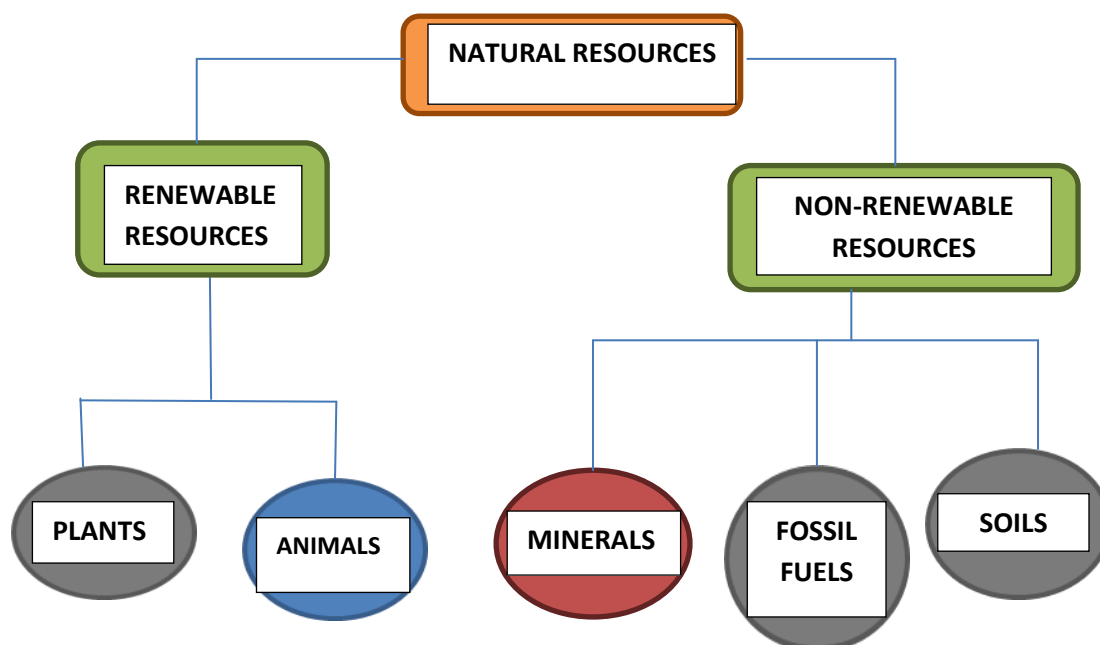 NATURAL RESOURCES
RENEWABLE
RESOURCES
NON-RENEWABLE
RESOURCES
PLANTS
ANIMALS
MINERALS
FOSSIL
FUELS
SOILS